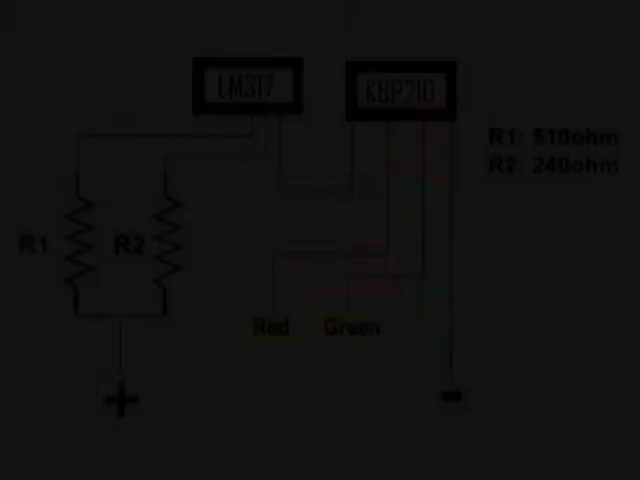 LM317
KBP210
R1: 510ohm
R2: 240ohm
R1
R2
Red
Green
+
-